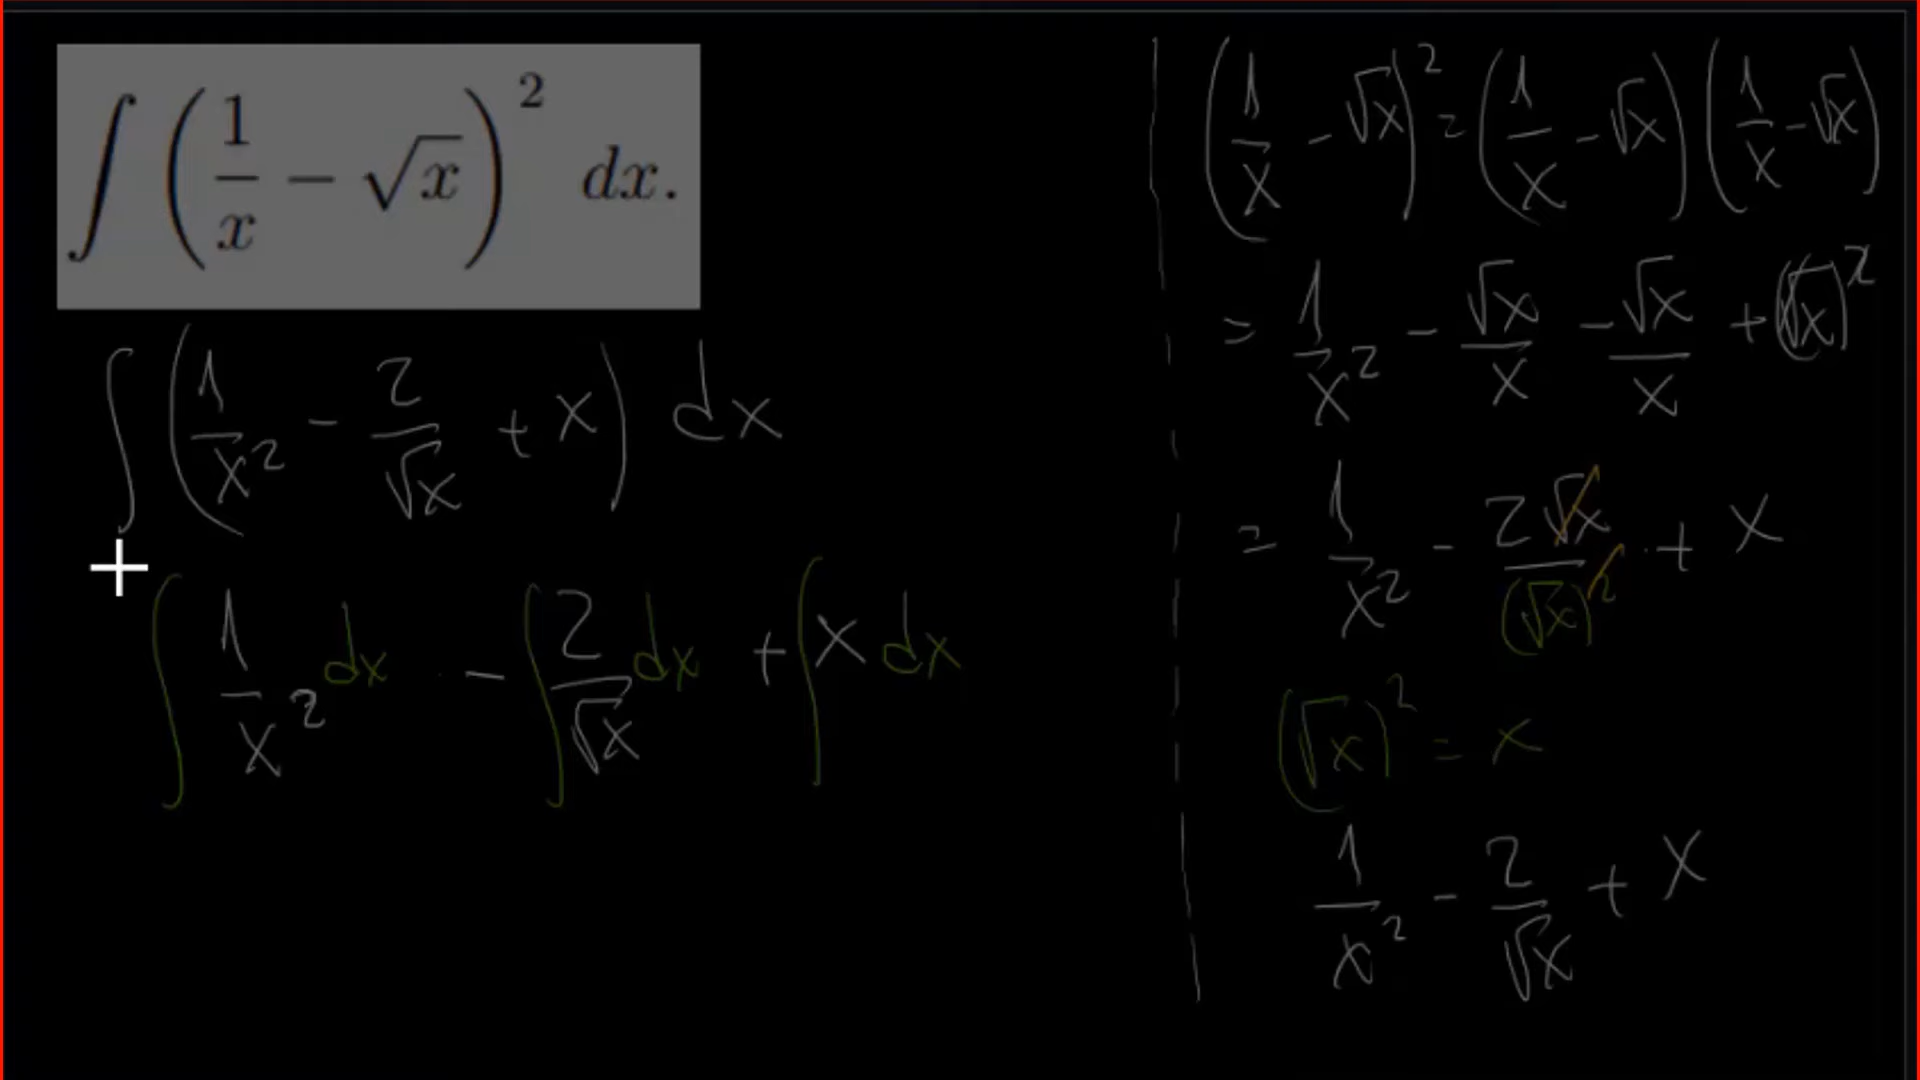 ∫ (1/x − √x)² dx.
∫ (1/x² − 2/√x + x) dx
∫ 1/x² dx − ∫ 2/√x dx + ∫ x dx
(1/x − √x)² = (1/x − √x) (1/x − √x)
= 1/x² − √x/x − √x/x + (√x)²
= 1/x² − 2√x/(√x)² + x
(√x)² = x
1/x² − 2/√x + x